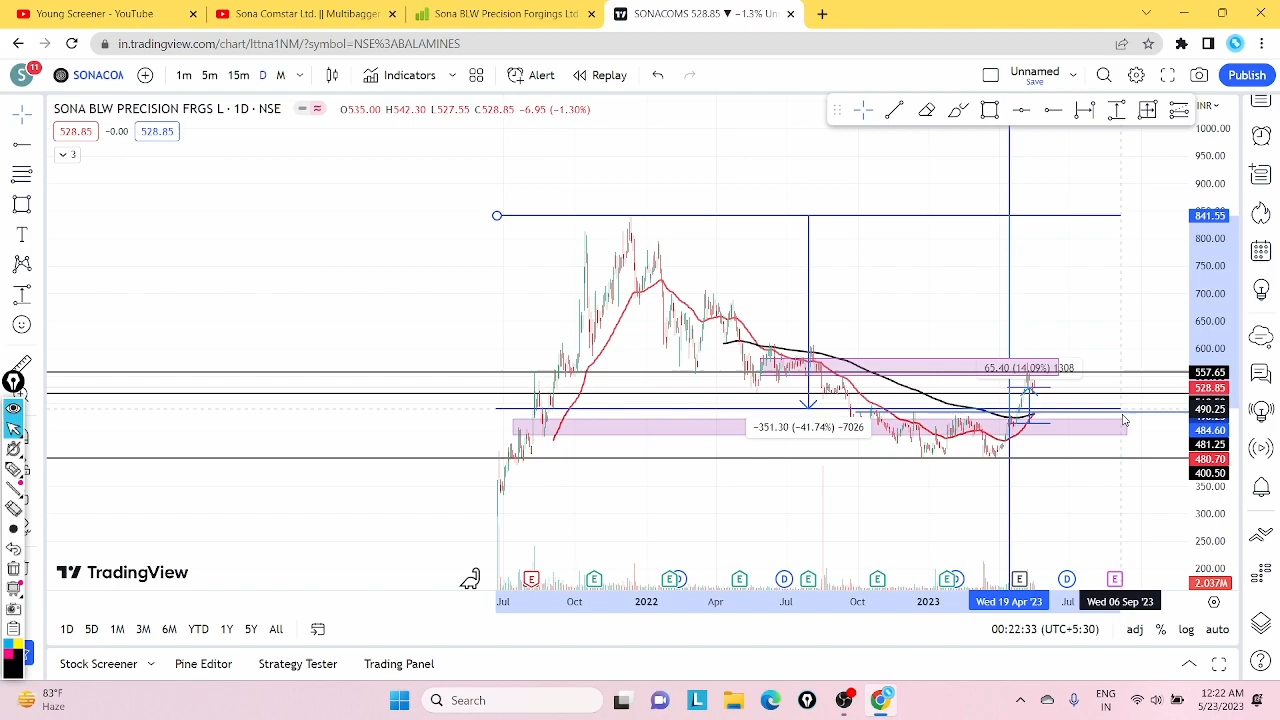 Young Screener - YouTube
Sona Comstar Ltd. || Multibagger
Sona BLW Precision Forgings Ltd
SONACOMS 528.85 ▼ −1.3% Un
in.tradingview.com/chart/lttna1NM/?symbol=NSE%3ABALAMINES
S 11
SONACOM
1m 5m 15m D M
Indicators
Alert
Replay
Unnamed
Save
Publish
SONA BLW PRECISION FRGS L · 1D · NSE
O535.00 H542.30 L527.55 C528.85 −6.95 (−1.30%)
INR
528.85 −0.00 528.85
3
1000.00
950.00
900.00
841.55
800.00
750.00
700.00
650.00
600.00
65.40 (14.09%) 1308
557.65
528.85
490.25
−351.30 (−41.74%) −7026
484.60
481.25
480.70
400.50
350.00
300.00
250.00
200.00
2.037M
TradingView
E E E D E D E E E D E D E
Jul Oct 2022 Apr Jul Oct 2023 Wed 19 Apr '23 Jul Wed 06 Sep '23
1D 5D 1M 3M 6M YTD 1Y 5Y All
00:22:33 (UTC+5:30)
adj % log auto
Stock Screener
Pine Editor
Strategy Tester
Trading Panel
83°F
Haze
Search
ENG
IN
12:22 AM
5/23/2023